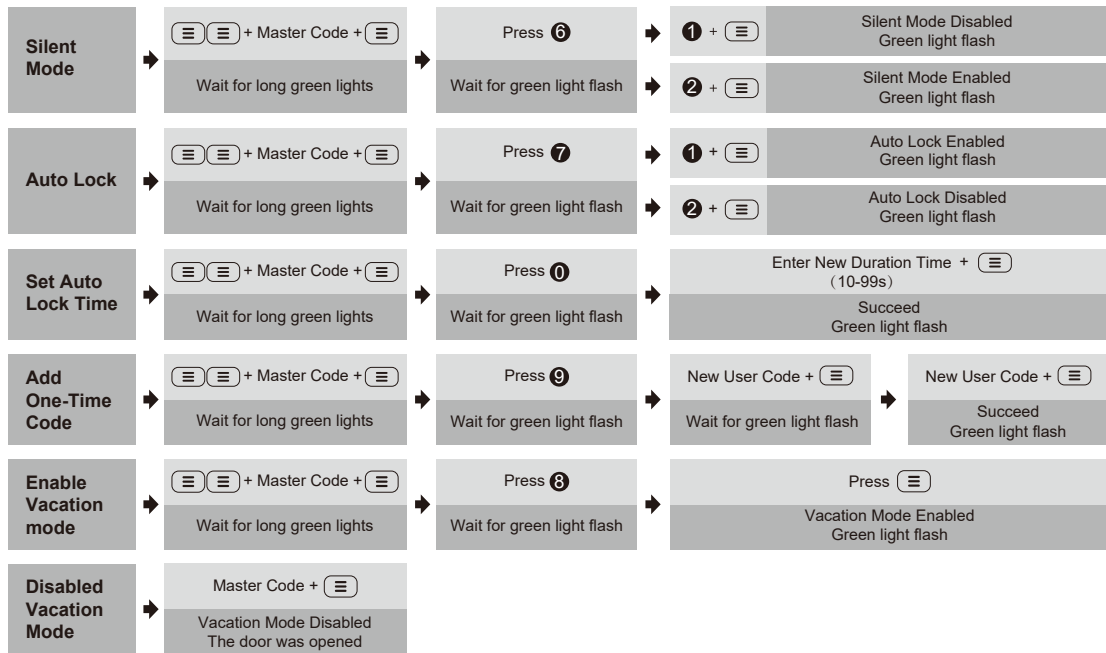 Silent
Mode
☰ ☰ + Master Code + ☰
Wait for long green lights
Press 6
Wait for green light flash
1 + ☰
Silent Mode Disabled
Green light flash
2 + ☰
Silent Mode Enabled
Green light flash
Auto Lock
☰ ☰ + Master Code + ☰
Wait for long green lights
Press 7
Wait for green light flash
1 + ☰
Auto Lock Enabled
Green light flash
2 + ☰
Auto Lock Disabled
Green light flash
Set Auto
Lock Time
☰ ☰ + Master Code + ☰
Wait for long green lights
Press 0
Wait for green light flash
Enter New Duration Time + ☰
（10-99s）
Succeed
Green light flash
Add
One-Time
Code
☰ ☰ + Master Code + ☰
Wait for long green lights
Press 9
Wait for green light flash
New User Code + ☰
Wait for green light flash
New User Code + ☰
Succeed
Green light flash
Enable
Vacation
mode
☰ ☰ + Master Code + ☰
Wait for long green lights
Press 8
Wait for green light flash
Press ☰
Vacation Mode Enabled
Green light flash
Disabled
Vacation
Mode
Master Code + ☰
Vacation Mode Disabled
The door was opened